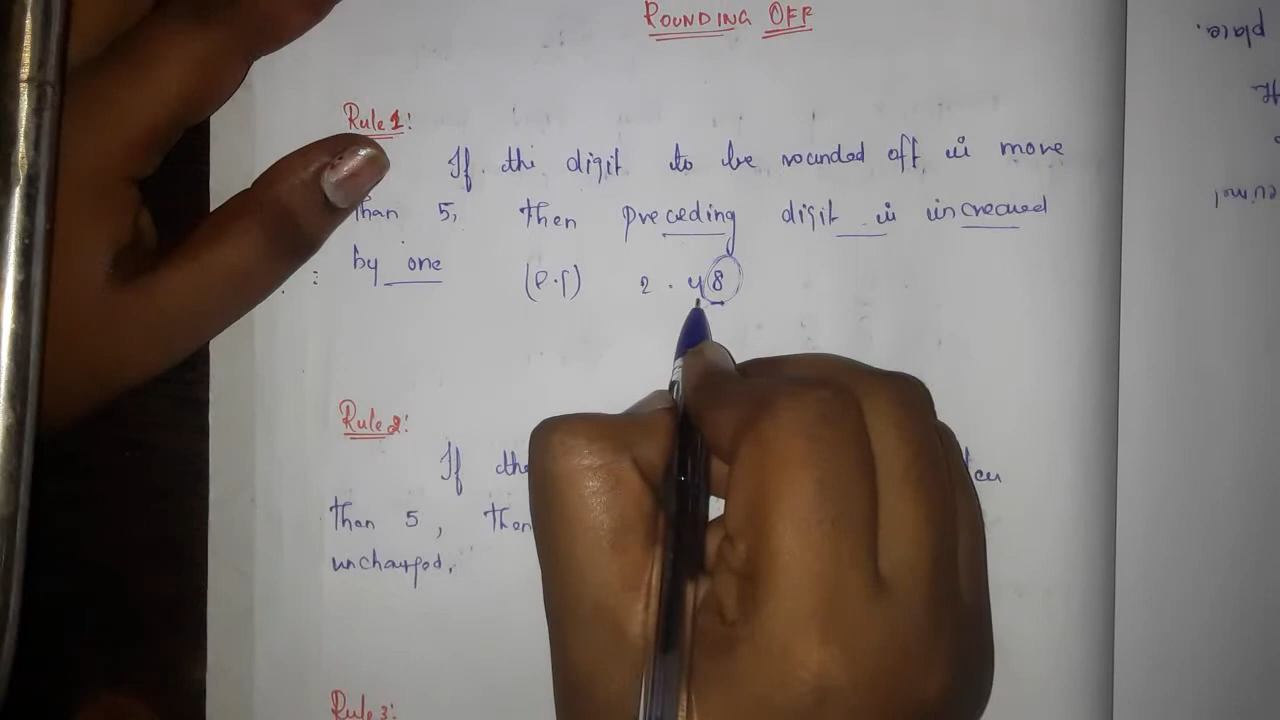 ROUNDING OFF
place.
Rule 1:
If the digit to be rounded off is more
than 5, then preceding digit is increased
by one (e.g) 2.48
Rule 2:
If the
than 5, then
unchanged.
Rule 3: